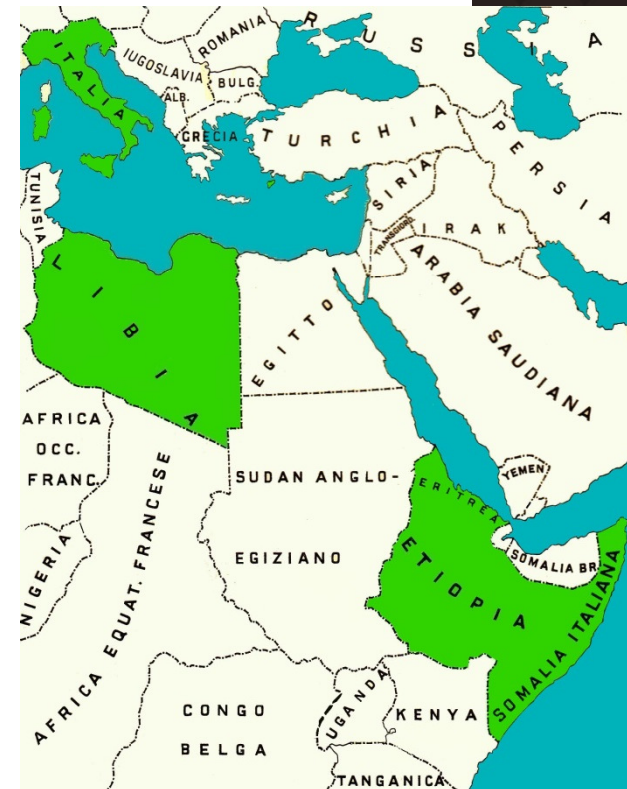 ROMANIA
RUSSIA
ITALIA
IUGOSLAVIA
BULG.
ALB.
GRECIA
TURCHIA
PERSIA
TUNISIA
SIRIA
TRANSGIORD.
IRAK
LIBIA
EGITTO
ARABIA SAUDIANA
AFRICA
OCC.
FRANC.
SUDAN ANGLO-
EGIZIANO
YEMEN
ERITREA
NIGERIA
AFRICA EQUAT. FRANCESE
ETIOPIA
SOMALIA BR.
SOMALIA ITALIANA
CONGO
BELGA
UGANDA
KENYA
TANGANICA